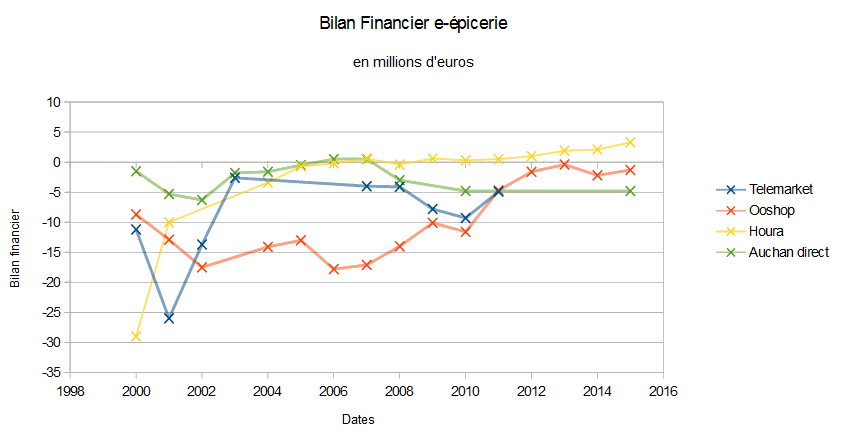 Bilan Financier e-épicerie
en millions d'euros
10
5
0
-5
-10
-15
-20
-25
-30
-35
Bilan financier
1998
2000
2002
2004
2006
2008
2010
2012
2014
2016
Dates
Telemarket
Ooshop
Houra
Auchan direct